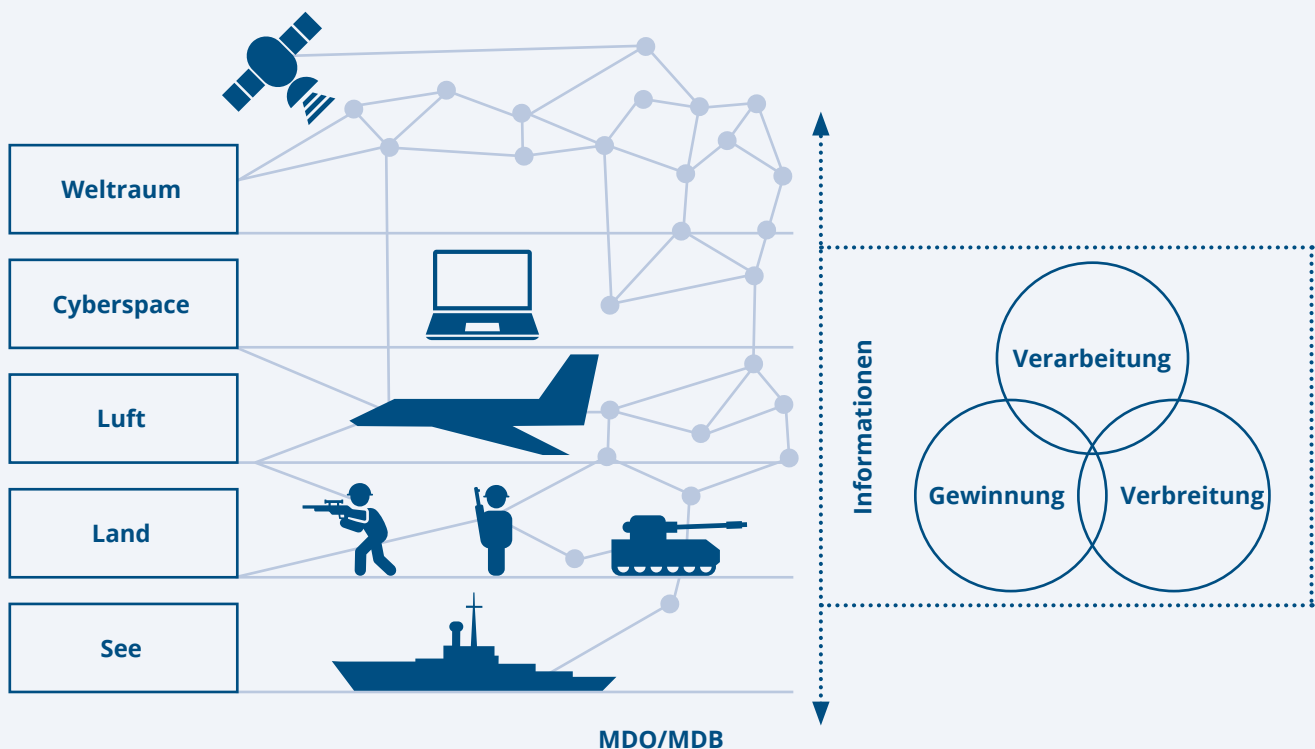 Weltraum
Cyberspace
Luft
Land
See
MDO/MDB
Informationen
Verarbeitung
Gewinnung
Verbreitung